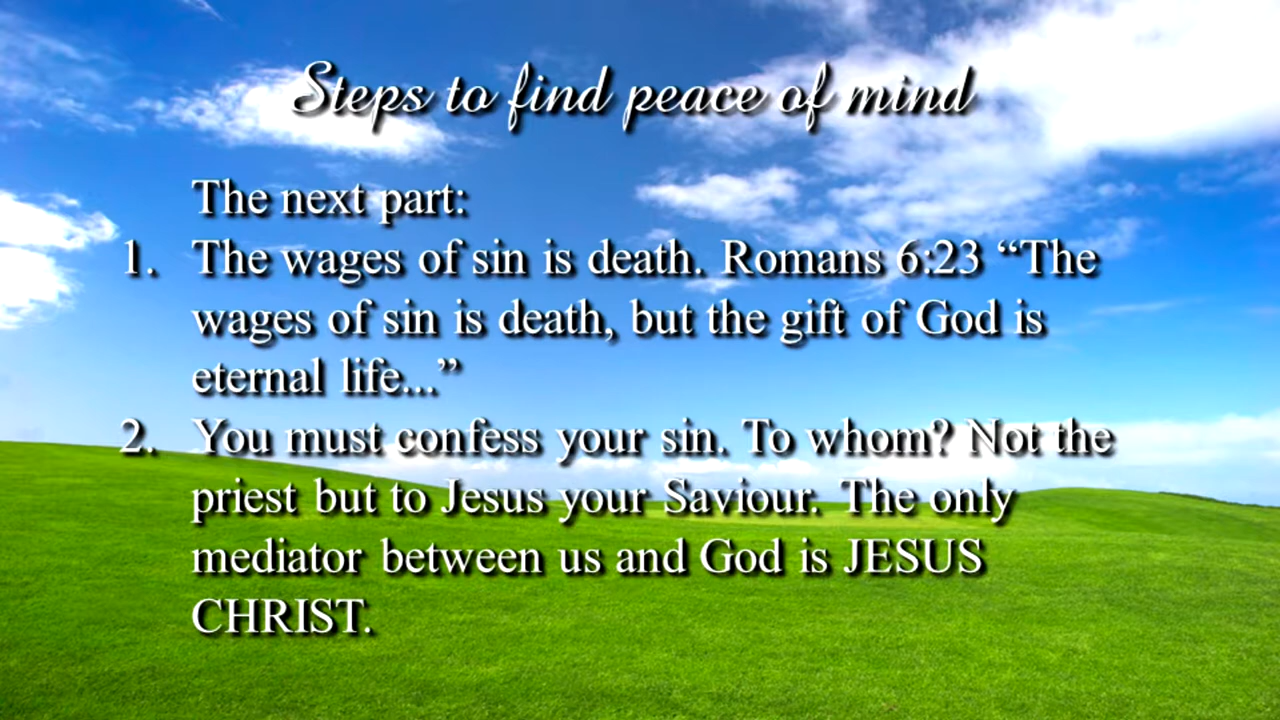 Steps to find peace of mind
The next part:
1. The wages of sin is death. Romans 6:23 “The
wages of sin is death, but the gift of God is
eternal life...”
2. You must confess your sin. To whom? Not the
priest but to Jesus your Saviour. The only
mediator between us and God is JESUS
CHRIST.